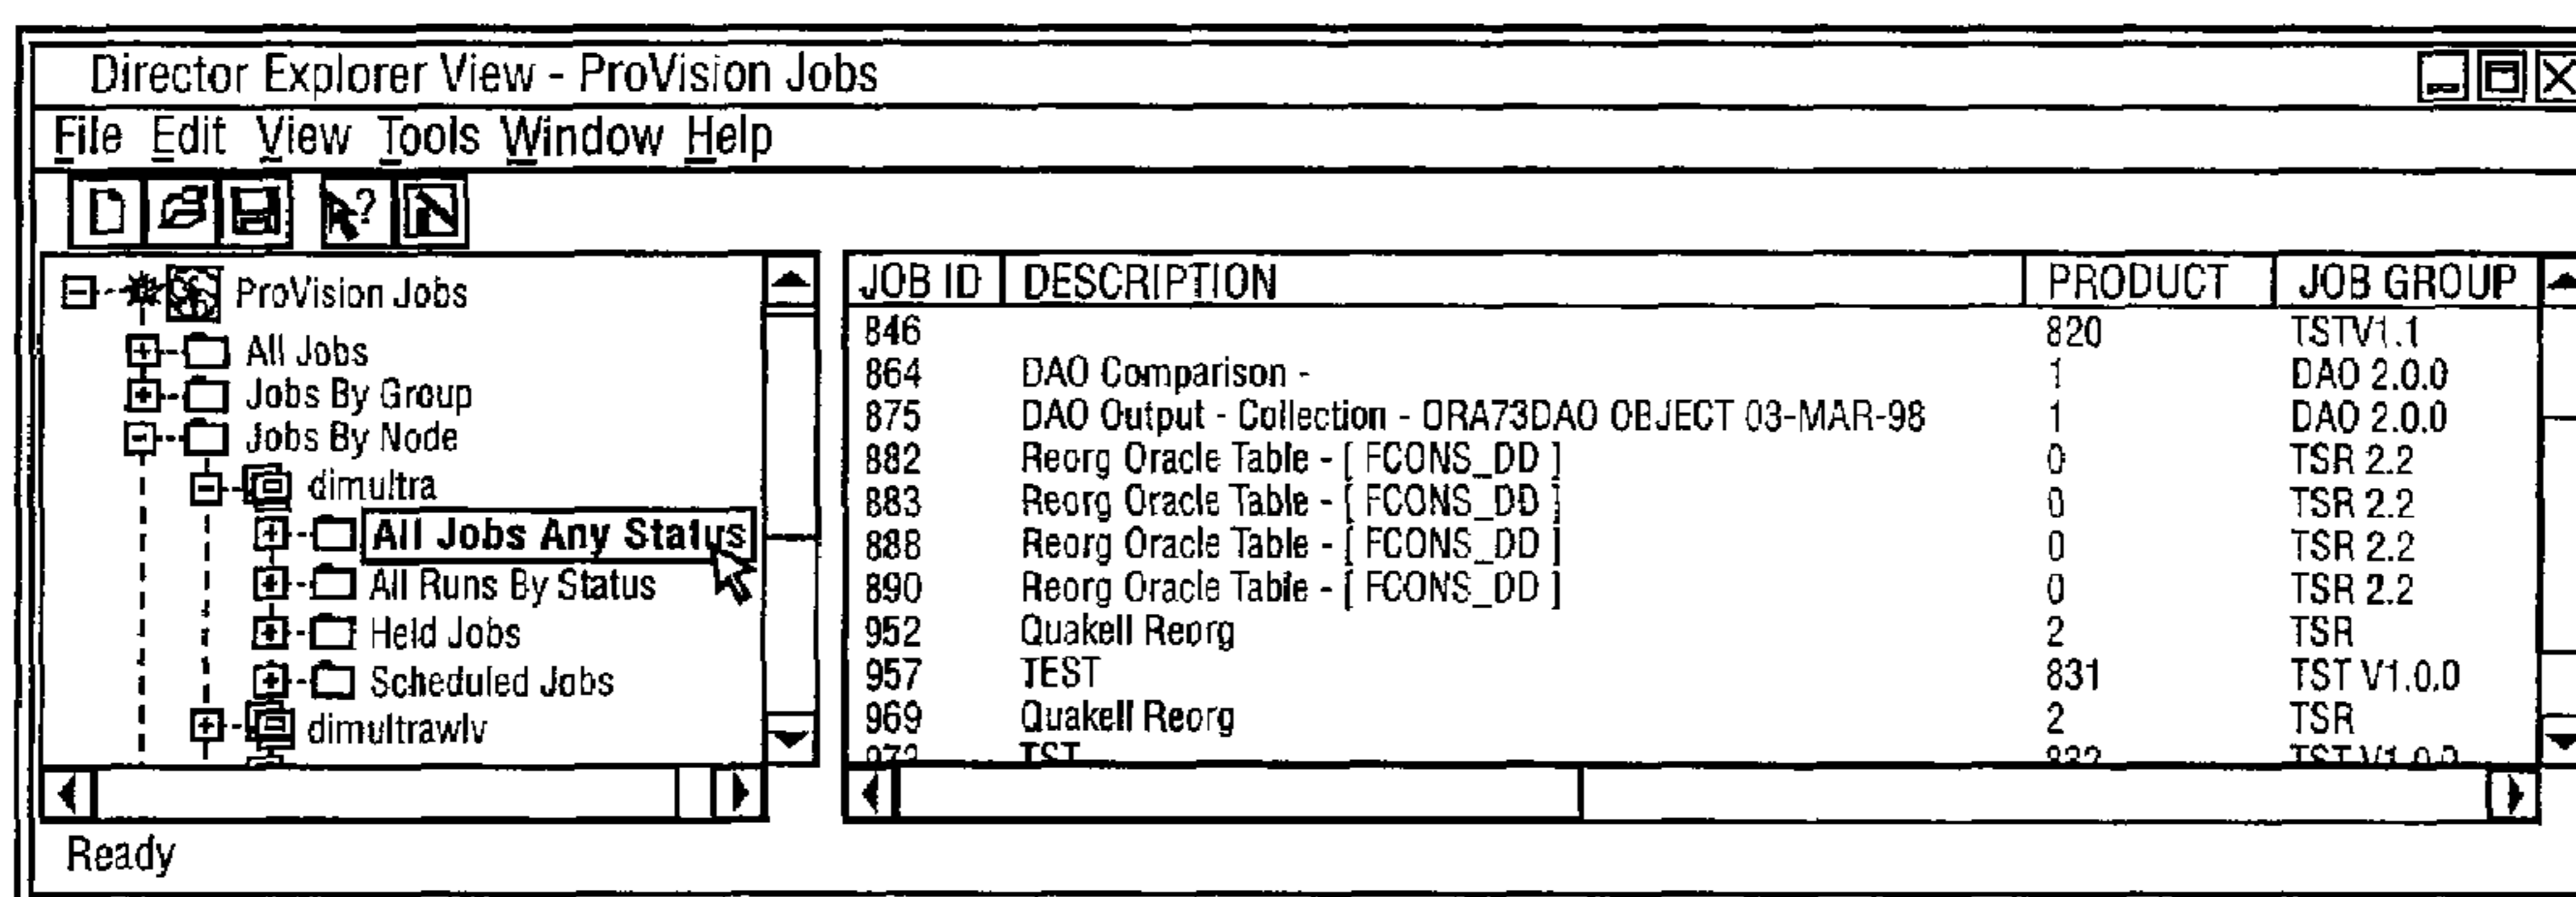 Director Explorer View - ProVision Jobs
File Edit View Tools Window Help
ProVision Jobs
All Jobs
Jobs By Group
Jobs By Node
dimultra
All Jobs Any Status
All Runs By Status
Held Jobs
Scheduled Jobs
dimultrawlv
JOB ID DESCRIPTION PRODUCT JOB GROUP
846 820 TSTV1.1
864 DAO Comparison - 1 DAO 2.0.0
875 DAO Output - Collection - ORA73DAO OBJECT 03-MAR-98 1 DAO 2.0.0
882 Reorg Oracle Table - [ FCONS_DD ] 0 TSR 2.2
883 Reorg Oracle Table - [ FCONS_DD ] 0 TSR 2.2
888 Reorg Oracle Table - [ FCONS_DD ] 0 TSR 2.2
890 Reorg Oracle Table - [ FCONS_DD ] 0 TSR 2.2
952 Quakell Reorg 2 TSR
957 TEST 831 TST V1.0.0
969 Quakell Reorg 2 TSR
TST TST V1.0.0
Ready